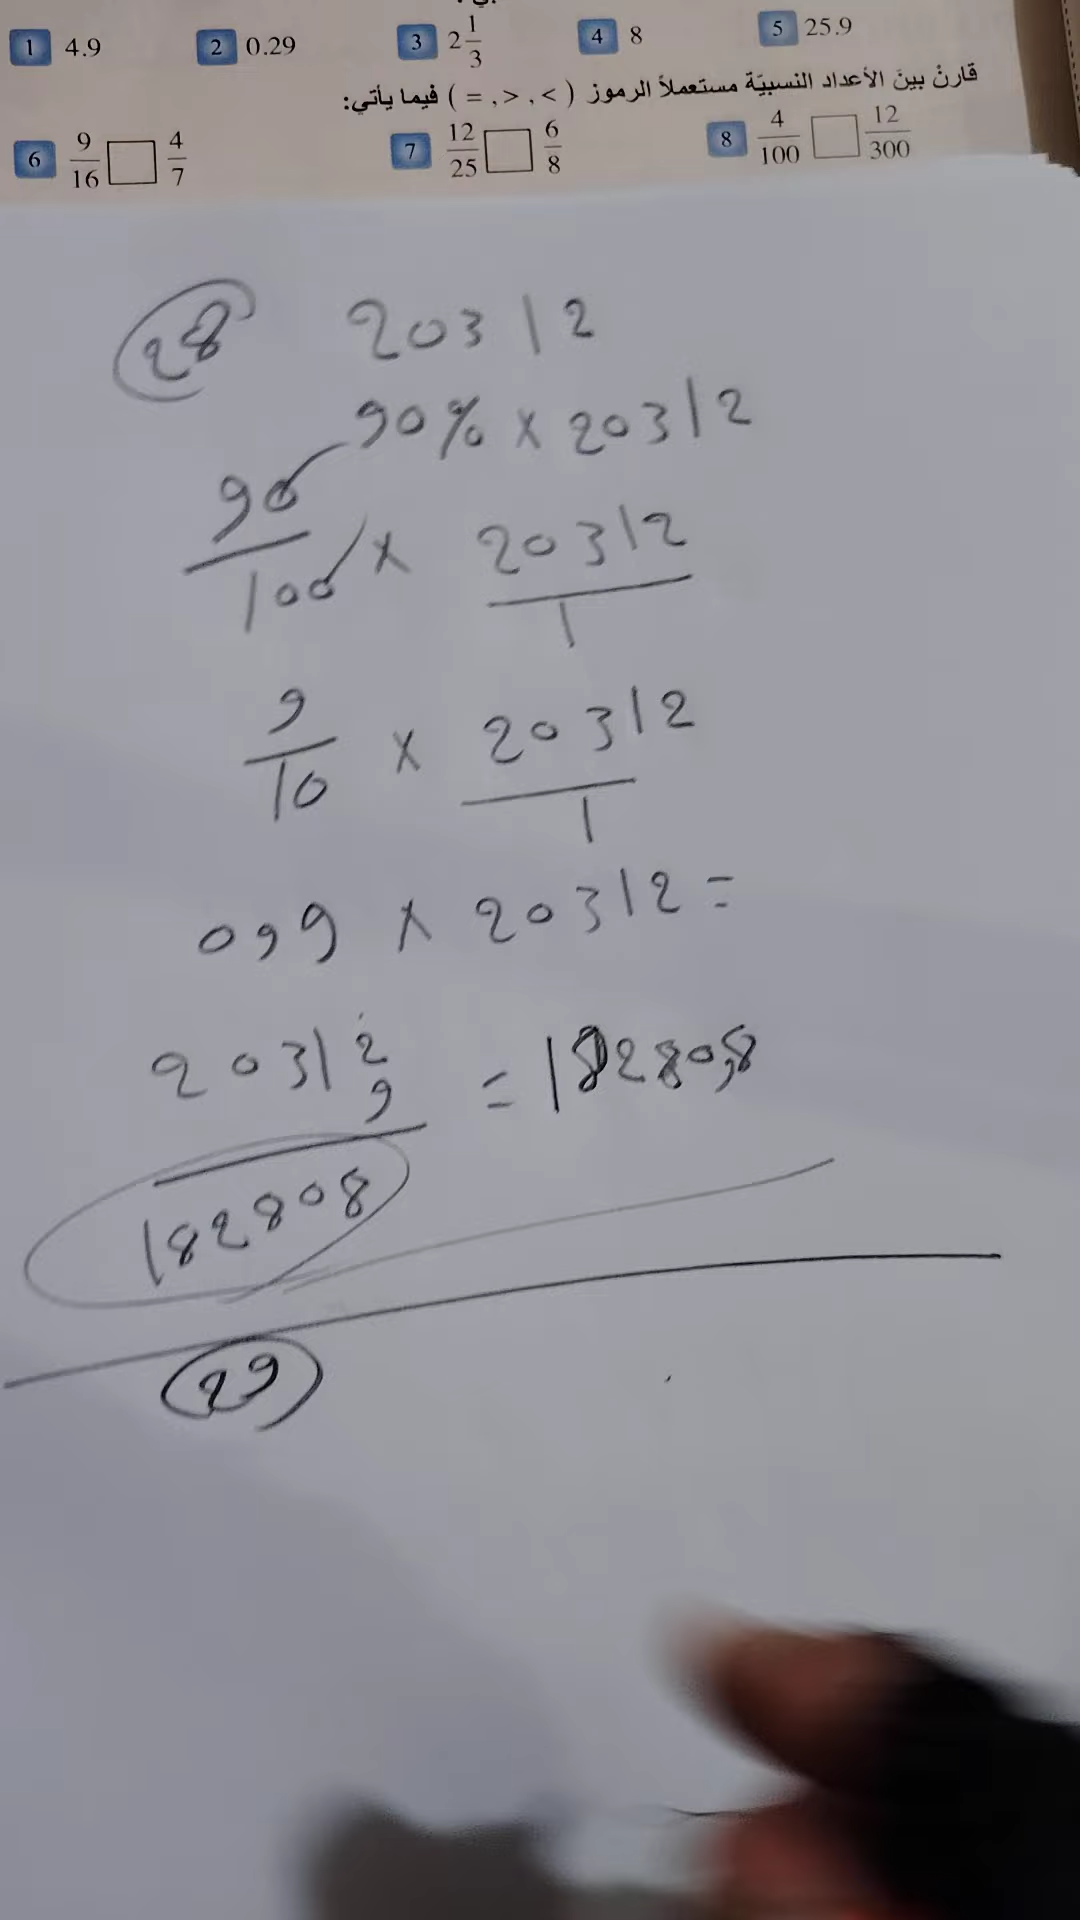 1 4.9 2 0.29 3 2 1/3 4 8 5 25.9
قارنْ بينَ الأعداد النسبيّة مستعملاً الرموز ( < ، > ، = ) فيما يأتي:
6 9/16 □ 4/7 7 12/25 □ 6/8 8 4/100 □ 12/300
28 20312
90% × 20312
90/100 × 20312/1
9/10 × 20312/1
0,9 × 20312 =
20312
9
= 18280,8
182808
29